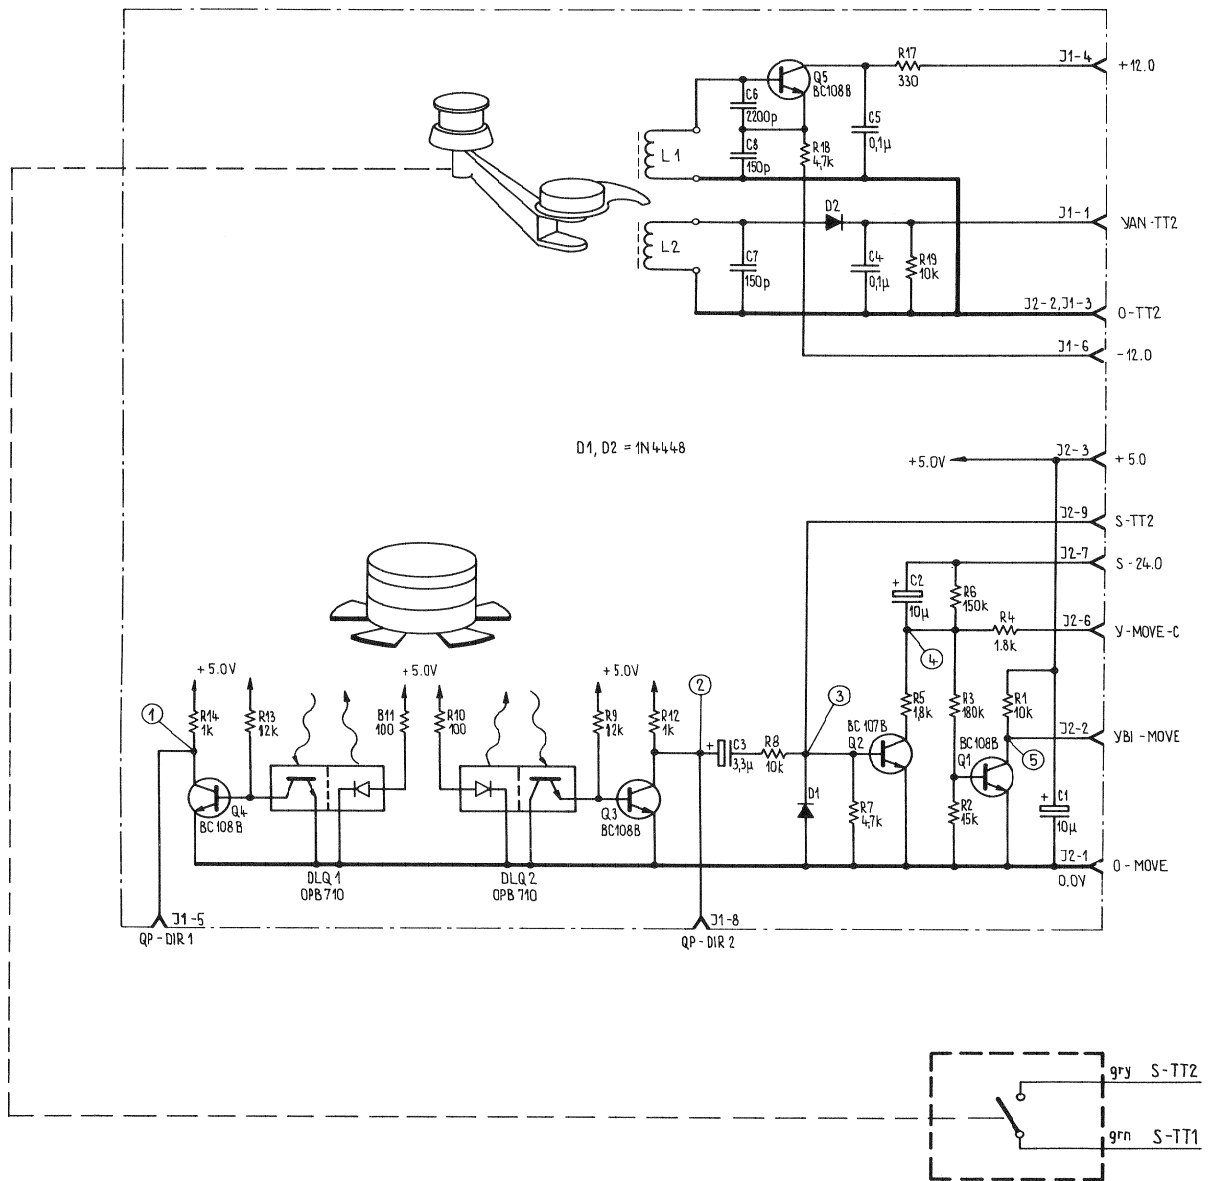 J1-4
+12.0
R17
330
Q5
BC108B
C6
2200p
C5
0,1µ
C8
150p
R18
4,7k
L1
D2
J1-1
YAN-TT2
L2
C7
150p
C4
0,1µ
R19
10k
J2-2,J1-3
0-TT2
J1-6
-12.0
D1, D2 = 1N4448
+5.0V
J2-3
+5.0
J2-9
S-TT2
J2-7
S-24.0
+
C2
10µ
R6
150k
R4
1.8k
J2-6
Y-MOVE-C
4
+5.0V
+5.0V
+5.0V
1
R14
1k
R13
12k
B11
100
R10
100
R9
12k
R12
1k
2
3
R5
1,8k
R3
180k
R1
10k
J2-2
YBI-MOVE
5
+
C3
3,3µ
R8
10k
BC107B
Q2
BC108B
Q1
Q4
BC108B
Q3
BC108B
D1
R7
4,7k
R2
15k
+
C1
10µ
J2-1
0-MOVE
0.0V
DLQ1
OPB710
DLQ2
OPB710
J1-5
QP-DIR1
J1-8
QP-DIR2
gry S-TT2
grn S-TT1